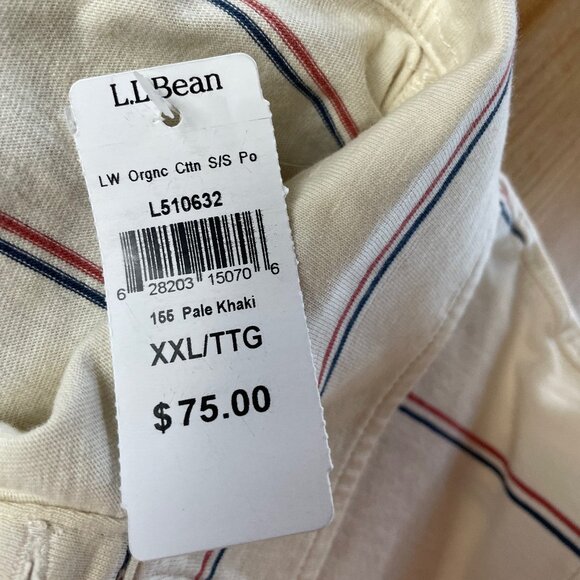 L.L.Bean
LW Orgnc Cttn S/S Po
L510632
6 28203 15070 6
155 Pale Khaki
XXL/TTG
$75.00